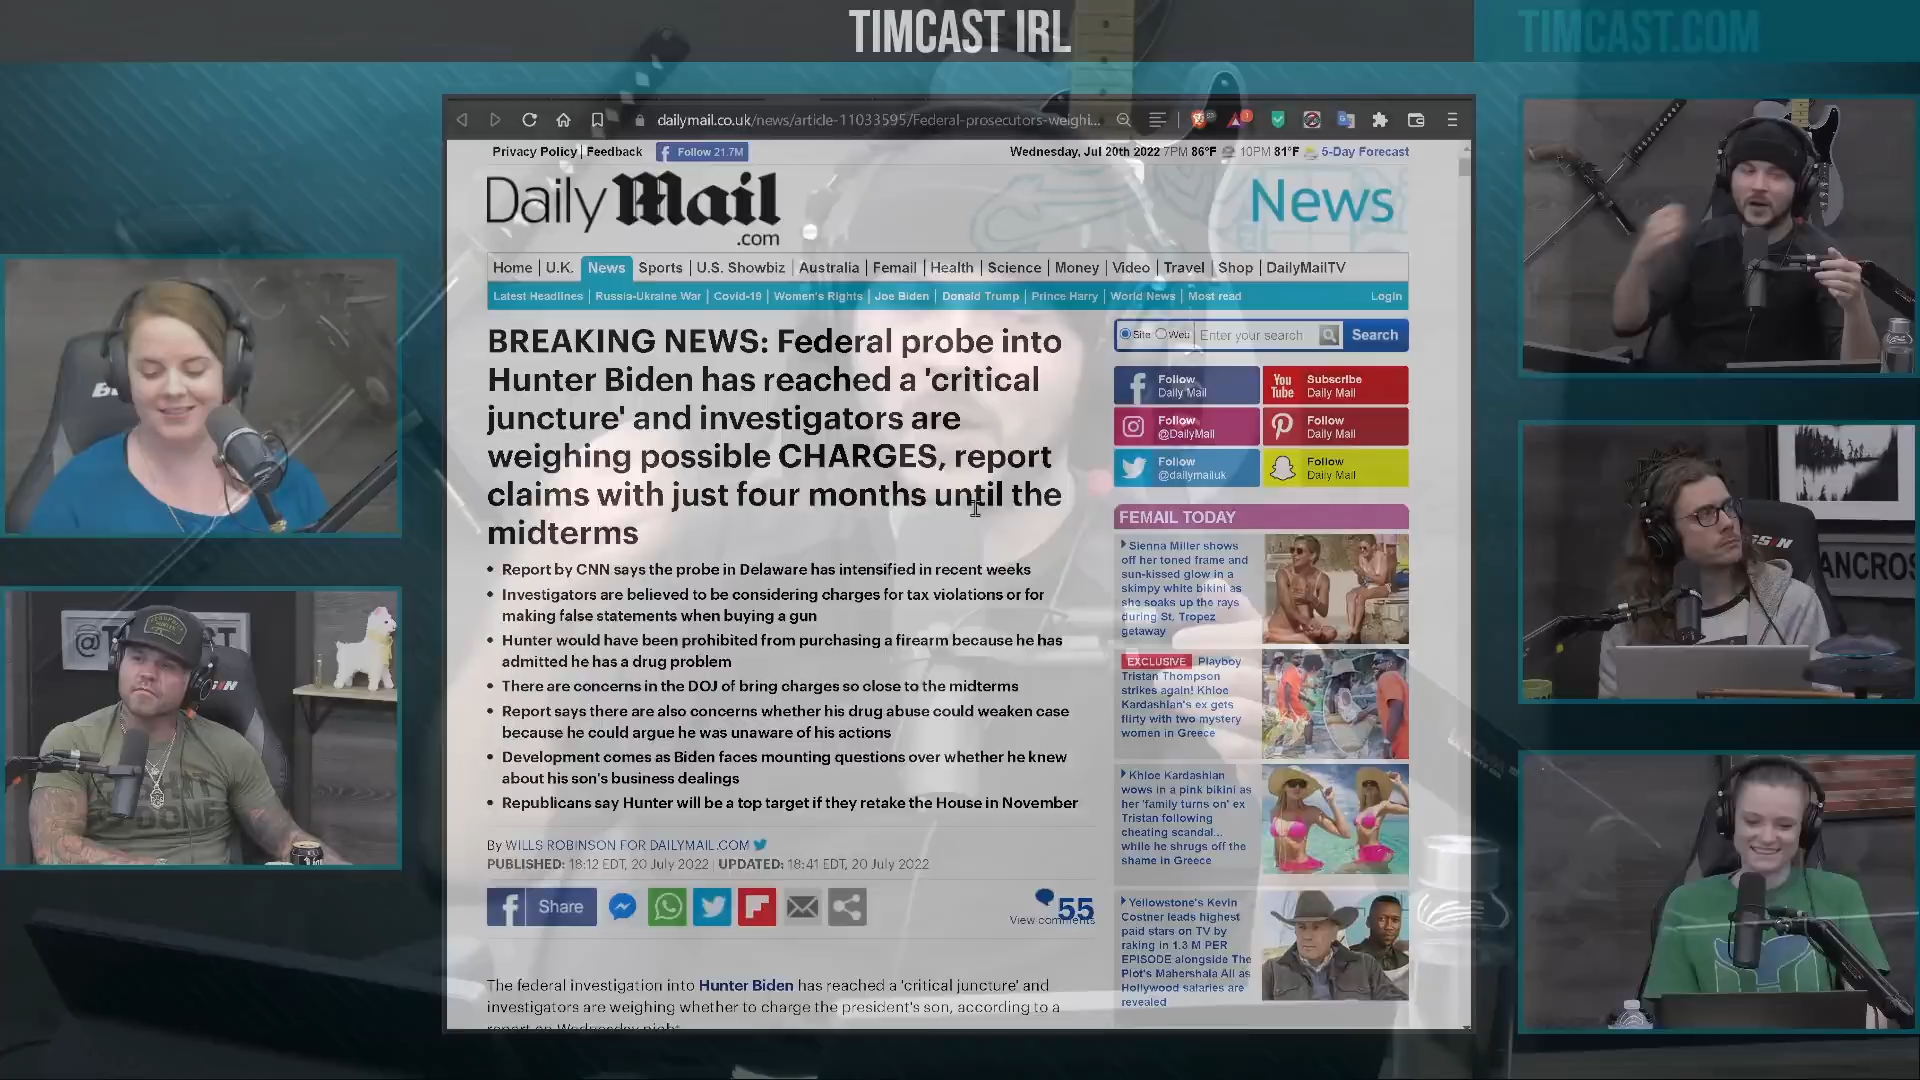 TIMCAST IRL
TIMCAST.COM
dailymail.co.uk/news/article-11033595/Federal-prosecutors-weighi...
Privacy Policy | Feedback
Follow 21.7M
Wednesday, Jul 20th 2022 7PM 86°F 10PM 81°F 5-Day Forecast
Daily Mail
.com
News
Home | U.K. News Sports | U.S. Showbiz | Australia | Femail | Health | Science | Money | Video | Travel | Shop | DailyMailTV
Latest Headlines | Russia-Ukraine War | Covid-19 | Women's Rights | Joe Biden | Donald Trump | Prince Harry | World News | Most read
Login
BREAKING NEWS: Federal probe into
Hunter Biden has reached a 'critical
juncture' and investigators are
weighing possible CHARGES, report
claims with just four months until the
midterms
• Report by CNN says the probe in Delaware has intensified in recent weeks
• Investigators are believed to be considering charges for tax violations or for
making false statements when buying a gun
• Hunter would have been prohibited from purchasing a firearm because he has
admitted he has a drug problem
• There are concerns in the DOJ of bring charges so close to the midterms
• Report says there are also concerns whether his drug abuse could weaken case
because he could argue he was unaware of his actions
• Development comes as Biden faces mounting questions over whether he knew
about his son's business dealings
• Republicans say Hunter will be a top target if they retake the House in November
By WILLS ROBINSON FOR DAILYMAIL.COM
PUBLISHED: 18:12 EDT, 20 July 2022 | UPDATED: 18:41 EDT, 20 July 2022
Share
55
View comments
The federal investigation into Hunter Biden has reached a 'critical juncture' and
investigators are weighing whether to charge the president's son, according to a
report on Wednesday
Site Web Enter your search Search
Follow
Daily Mail
You
Tube
Subscribe
Daily Mail
Follow
@DailyMail
Follow
Daily Mail
Follow
@dailymailuk
Follow
Daily Mail
FEMAIL TODAY
Sienna Miller shows
off her toned frame and
sun-kissed glow in a
skimpy white bikini as
she soaks up the rays
during St. Tropez
getaway
EXCLUSIVE Playboy
Tristan Thompson
strikes again! Khloe
Kardashian's ex gets
flirty with two mystery
women in Greece
Khloe Kardashian
wows in a pink bikini as
her 'family turns on' ex
Tristan following
cheating scandal...
while he shrugs off the
shame in Greece
Yellowstone's Kevin
Costner leads highest
paid stars on TV by
raking in 1.3 M PER
EPISODE alongside The
Plot's Mahershala Ali as
Hollywood salaries are
revealed
ANCROS